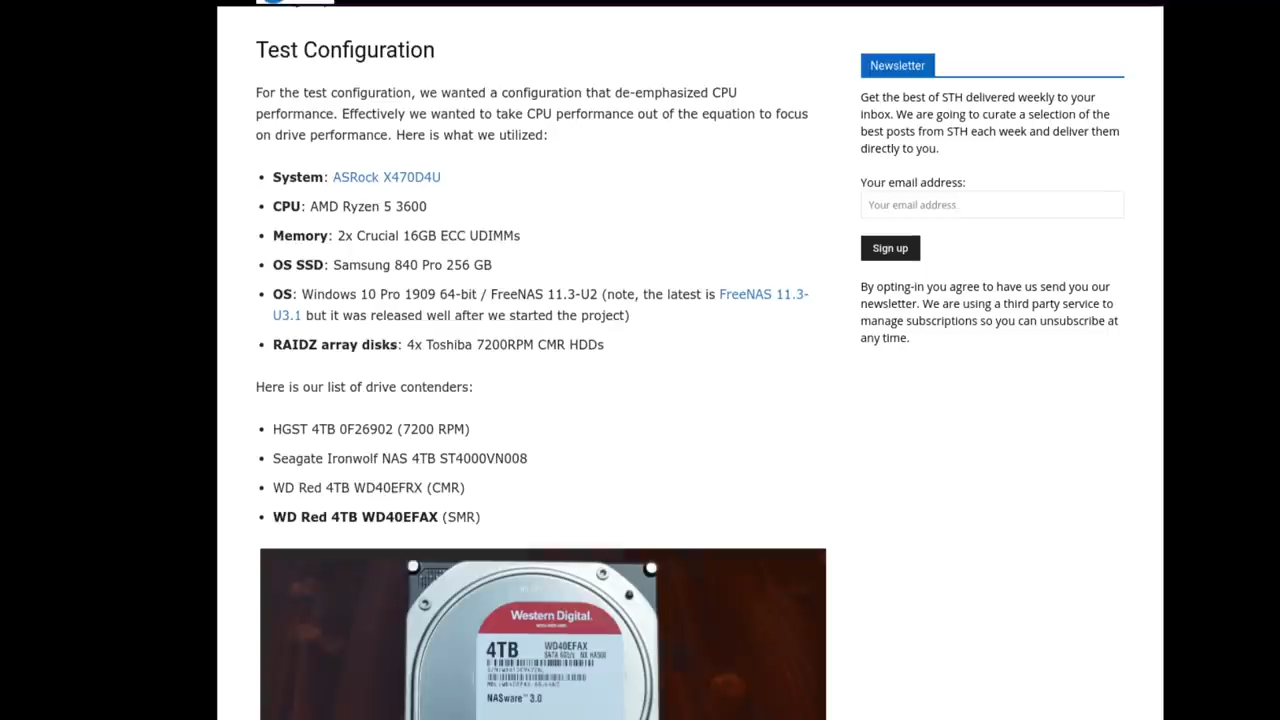 Test Configuration
For the test configuration, we wanted a configuration that de-emphasized CPU
performance. Effectively we wanted to take CPU performance out of the equation to focus
on drive performance. Here is what we utilized:
• System: ASRock X470D4U
• CPU: AMD Ryzen 5 3600
• Memory: 2x Crucial 16GB ECC UDIMMs
• OS SSD: Samsung 840 Pro 256 GB
• OS: Windows 10 Pro 1909 64-bit / FreeNAS 11.3-U2 (note, the latest is FreeNAS 11.3-
U3.1 but it was released well after we started the project)
• RAIDZ array disks: 4x Toshiba 7200RPM CMR HDDs
Here is our list of drive contenders:
• HGST 4TB 0F26902 (7200 RPM)
• Seagate Ironwolf NAS 4TB ST4000VN008
• WD Red 4TB WD40EFRX (CMR)
• WD Red 4TB WD40EFAX (SMR)
Western Digital.
4TB
WD40EFAX
NASware™ 3.0
Newsletter
Get the best of STH delivered weekly to your
inbox. We are going to curate a selection of the
best posts from STH each week and deliver them
directly to you.
Your email address:
Your email address
Sign up
By opting-in you agree to have us send you our
newsletter. We are using a third party service to
manage subscriptions so you can unsubscribe at
any time.